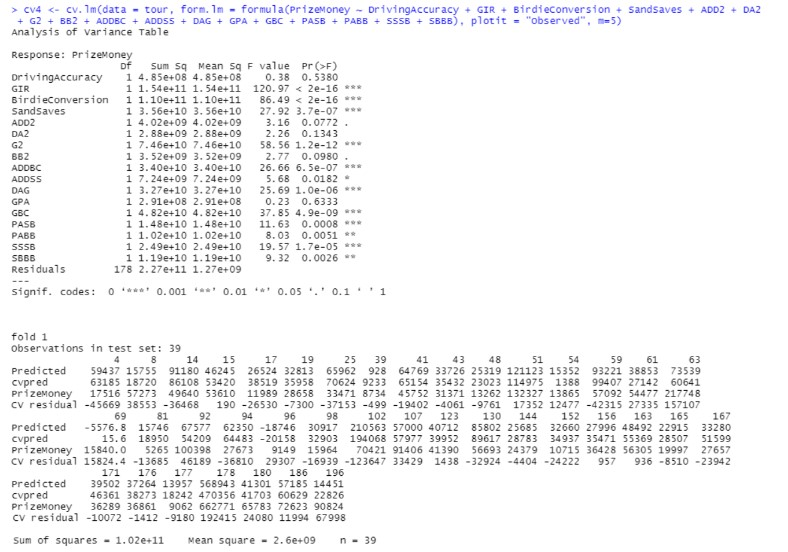 > cv4 <- cv.lm(data = tour, form.lm = formula(PrizeMoney ~ DrivingAccuracy + GIR + BirdieConversion + SandSaves + ADD2 + DA2
+ G2 + BB2 + ADDBC + ADDSS + DAG + GPA + GBC + PASB + PABB + SSSB + SBBB), plotit = "Observed", m=5)
Analysis of Variance Table
Response: PrizeMoney
Df Sum Sq Mean Sq F value Pr(>F)
DrivingAccuracy 1 4.85e+08 4.85e+08 0.38 0.5380
GIR 1 1.54e+11 1.54e+11 120.97 < 2e-16 ***
BirdieConversion 1 1.10e+11 1.10e+11 86.49 < 2e-16 ***
SandSaves 1 3.56e+10 3.56e+10 27.92 3.7e-07 ***
ADD2 1 4.02e+09 4.02e+09 3.16 0.0772 .
DA2 1 2.88e+09 2.88e+09 2.26 0.1343
G2 1 7.46e+10 7.46e+10 58.56 1.2e-12 ***
BB2 1 3.52e+09 3.52e+09 2.77 0.0980 .
ADDBC 1 3.40e+10 3.40e+10 26.66 6.5e-07 ***
ADDSS 1 7.24e+09 7.24e+09 5.68 0.0182 *
DAG 1 3.27e+10 3.27e+10 25.69 1.0e-06 ***
GPA 1 2.91e+08 2.91e+08 0.23 0.6333
GBC 1 4.82e+10 4.82e+10 37.85 4.9e-09 ***
PASB 1 1.48e+10 1.48e+10 11.63 0.0008 ***
PABB 1 1.02e+10 1.02e+10 8.03 0.0051 **
SSSB 1 2.49e+10 2.49e+10 19.57 1.7e-05 ***
SBBB 1 1.19e+10 1.19e+10 9.32 0.0026 **
Residuals 178 2.27e+11 1.27e+09
---
Signif. codes: 0 ‘***’ 0.001 ‘**’ 0.01 ‘*’ 0.05 ‘.’ 0.1 ‘ ’ 1
fold 1
Observations in test set: 39
4 8 14 15 17 19 25 39 41 43 48 51 54 59 61 63
Predicted 59437 15755 91180 46245 26524 32813 65962 928 64769 33726 25319 121123 15352 93221 38853 73539
cvpred 63185 18720 86108 53420 38519 35958 70624 9233 65154 35432 23023 114975 1388 99407 27142 60641
PrizeMoney 17516 57273 49640 53610 11989 28658 33471 8734 45752 31371 13262 132327 13865 57092 54477 217748
CV residual -45669 38553 -36468 190 -26530 -7300 -37153 -499 -19402 -4061 -9761 17352 12477 -42315 27335 157107
69 81 92 94 96 98 102 107 123 130 144 152 156 163 165 167
Predicted -5576.8 15746 67577 62350 -18746 30917 210563 57000 40712 85802 25685 32660 27996 48492 22915 33280
cvpred 15.6 18950 54209 64483 -20158 32903 194068 57977 39952 89617 28783 34937 35471 55369 28507 51599
PrizeMoney 15840.0 5265 100398 27673 9149 15964 70421 91406 41390 56693 24379 10715 36428 56305 19997 27657
CV residual 15824.4 -13685 46189 -36810 29307 -16939 -123647 33429 1438 -32924 -4404 -24222 957 936 -8510 -23942
171 176 177 178 180 186 196
Predicted 39502 37264 13957 568943 41301 57185 14451
cvpred 46361 38273 18242 470356 41703 60629 22826
PrizeMoney 36289 36861 9062 662771 65783 72623 90824
CV residual -10072 -1412 -9180 192415 24080 11994 67998
Sum of squares = 1.02e+11 Mean square = 2.6e+09 n = 39